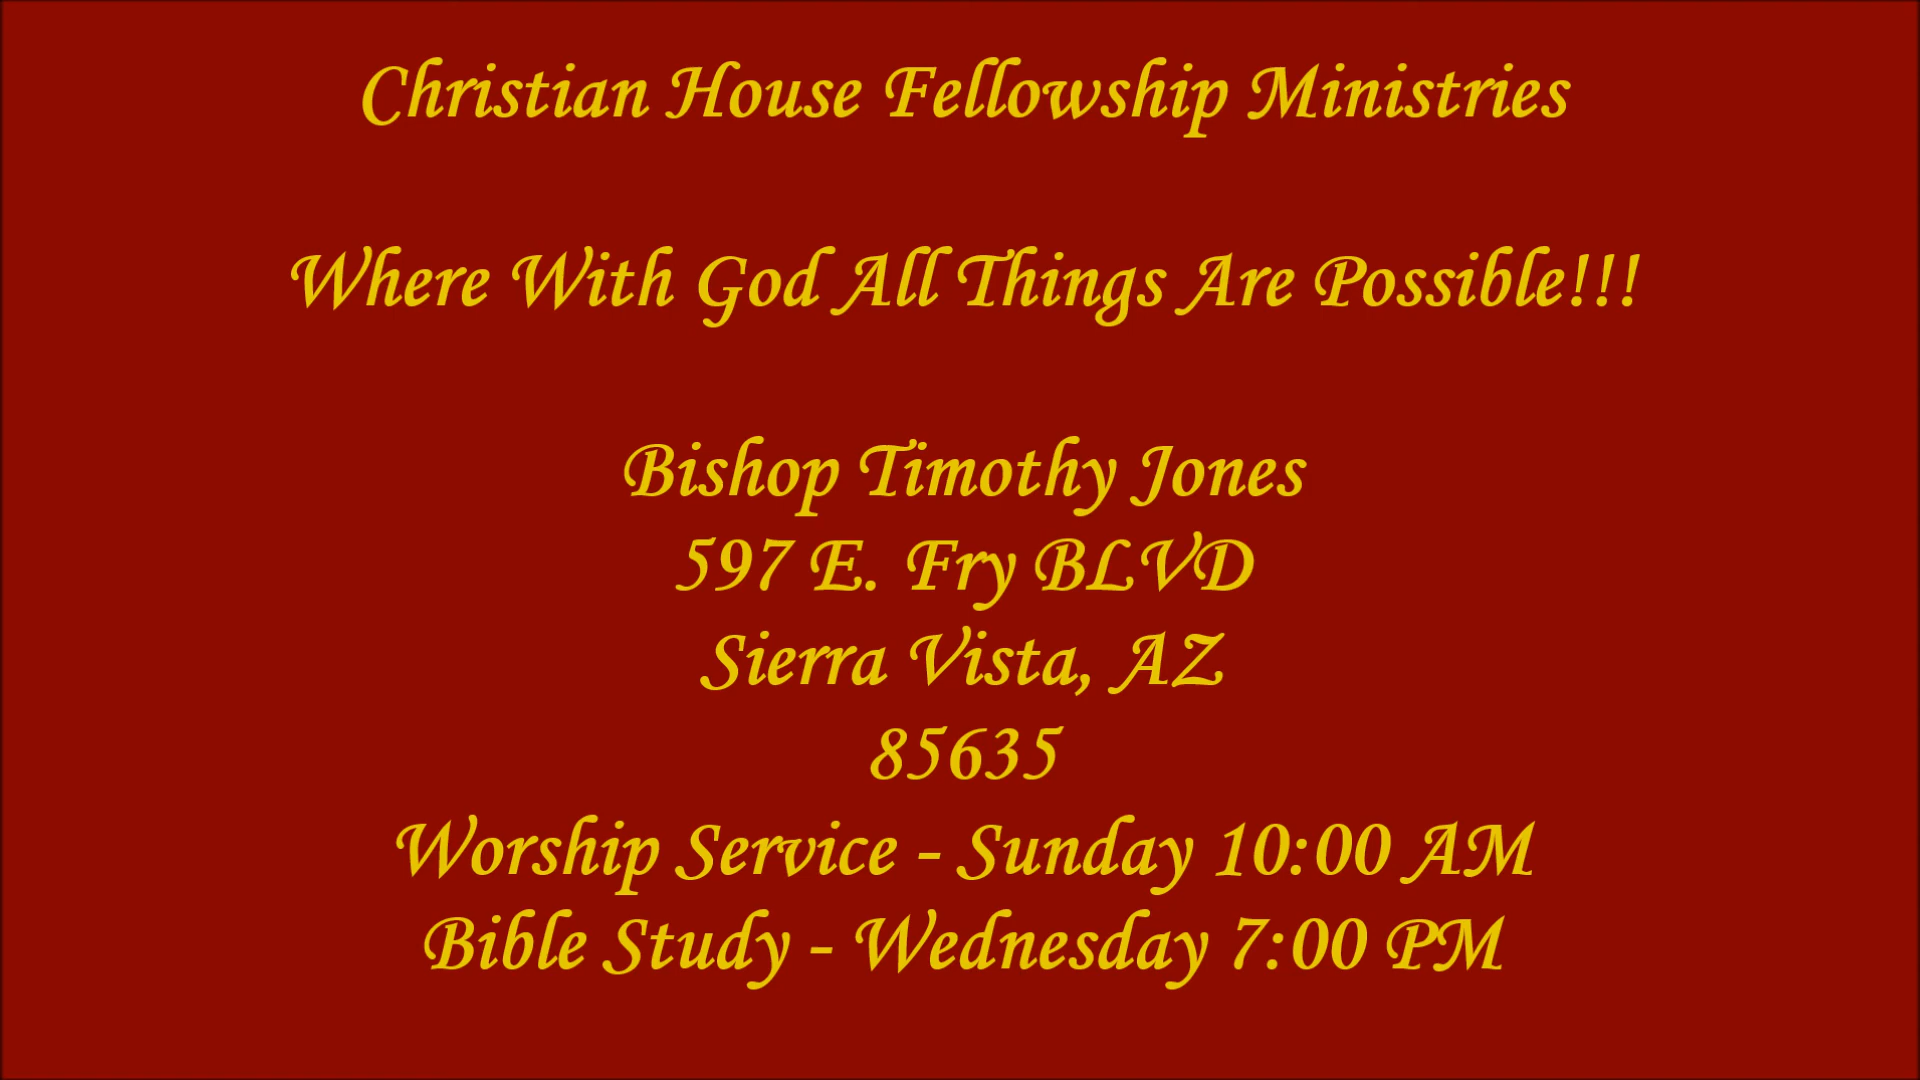 Christian House Fellowship Ministries
Where With God All Things Are Possible!!!
Bishop Timothy Jones
597 E. Fry BLVD
Sierra Vista, AZ
85635
Worship Service - Sunday 10:00 AM
Bible Study - Wednesday 7:00 PM